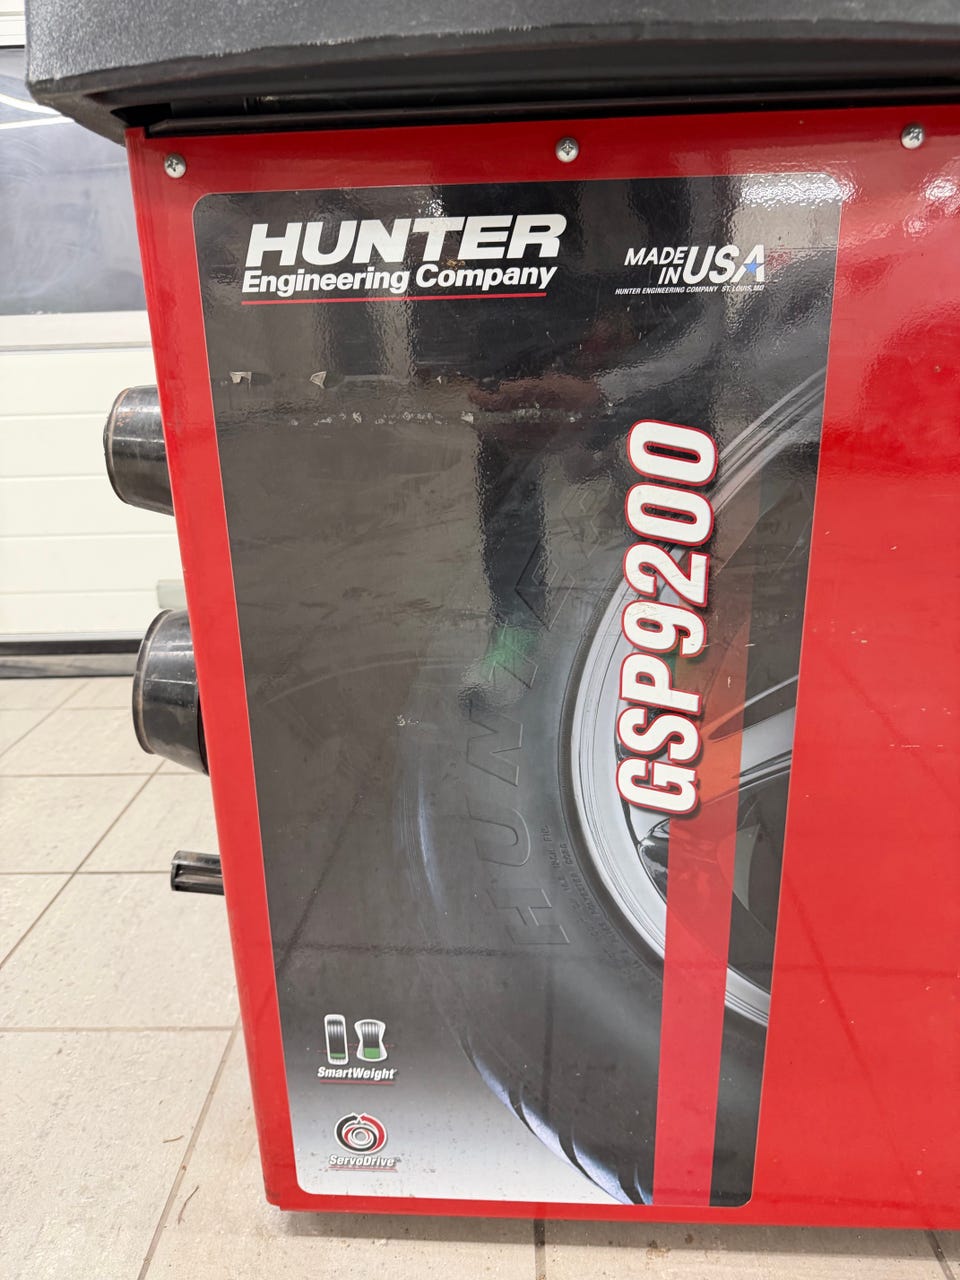 HUNTER
Engineering Company
MADE
IN USA
HUNTER ENGINEERING COMPANY ST. LOUIS, MO
GSP9200
SmartWeight
ServoDrive